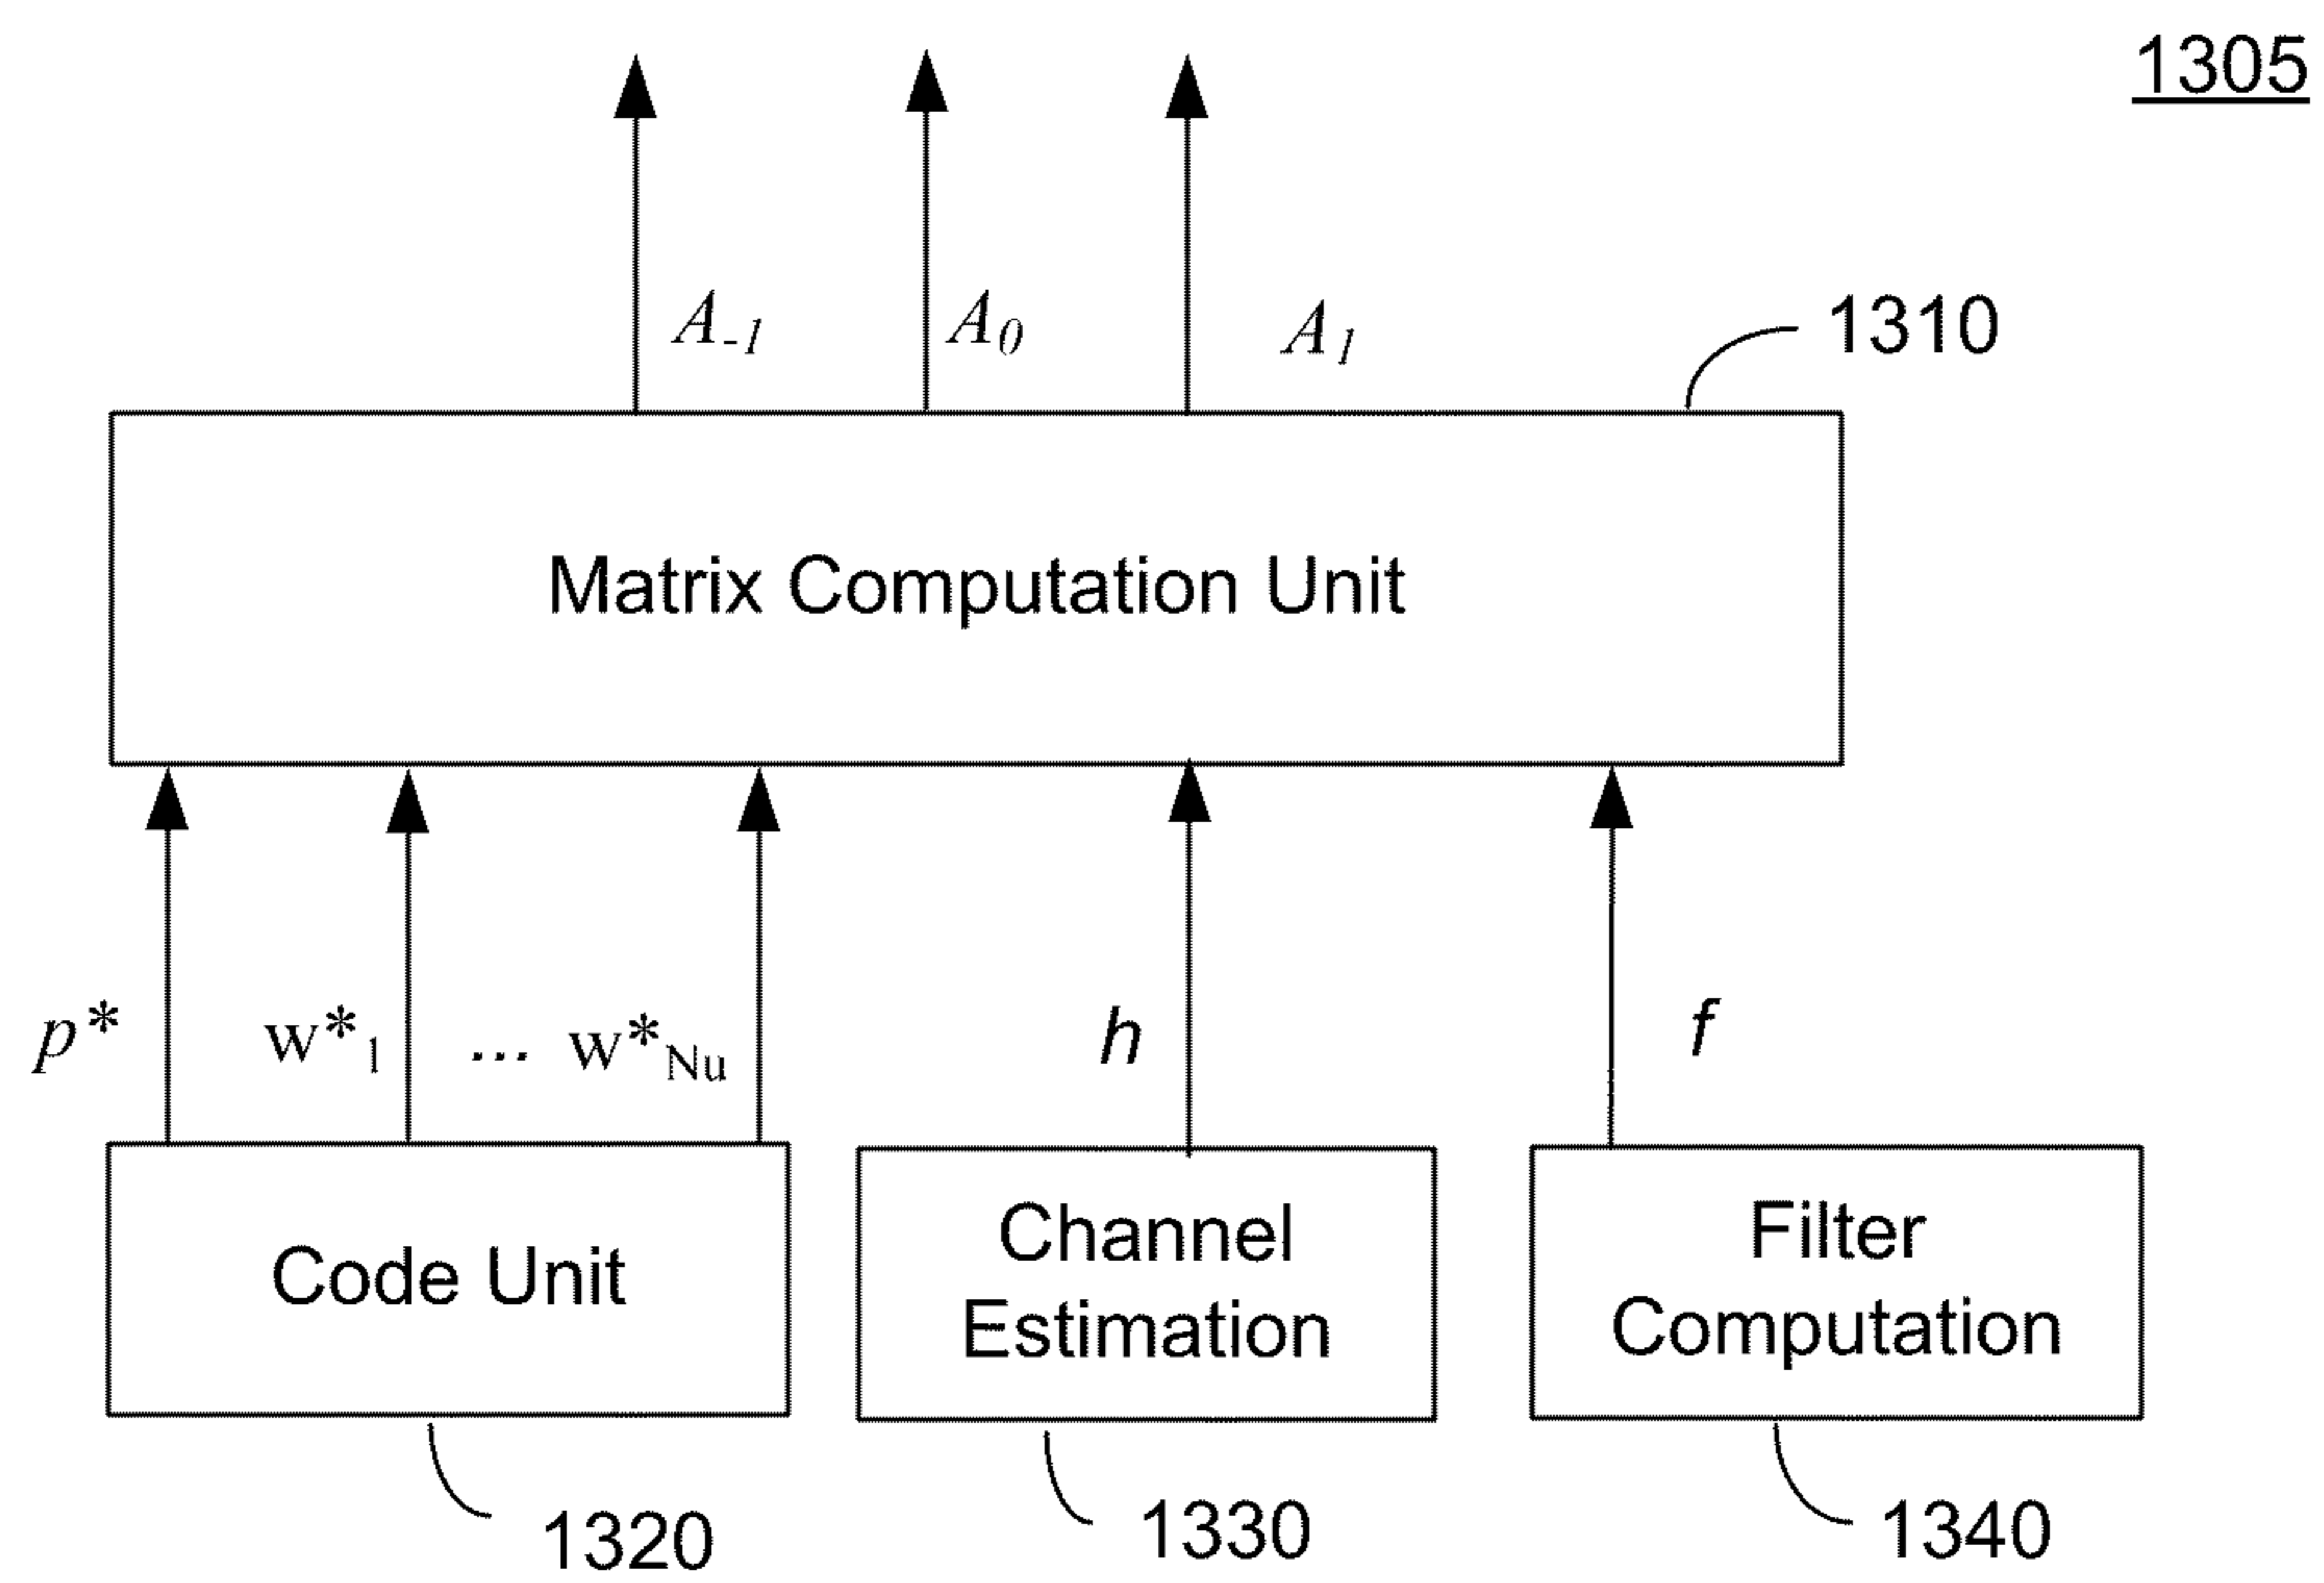 1305
A-1 A0 A1
1310
Matrix Computation Unit
p* w*1 ... w*Nu h f
Code Unit
Channel
Estimation
Filter
Computation
1320 1330 1340